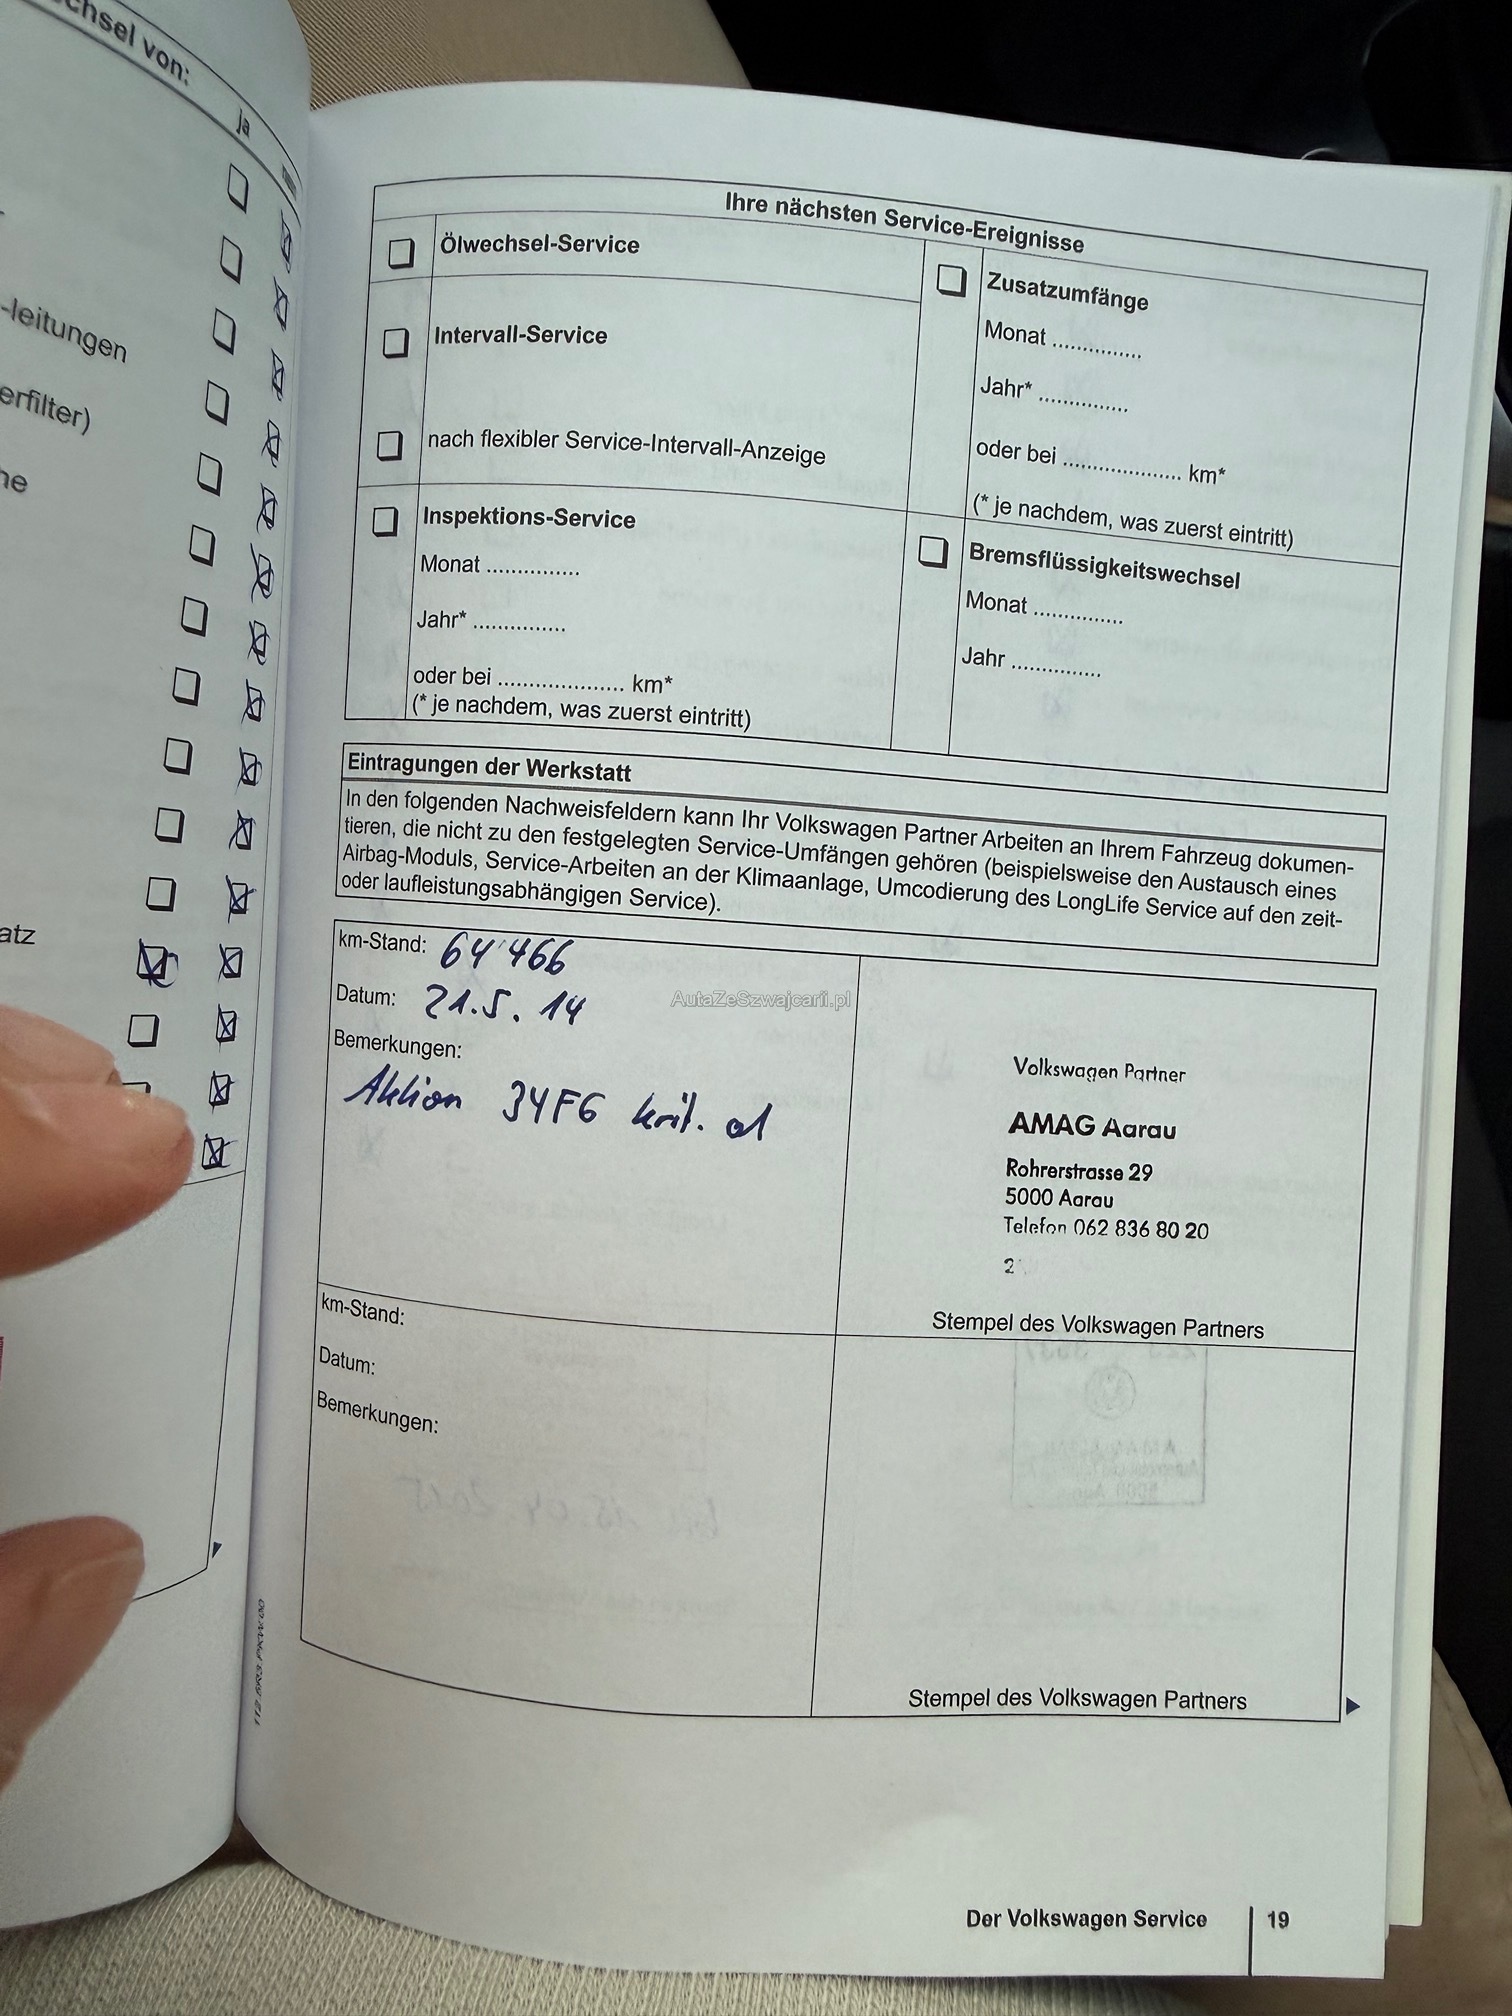 chsel von:
ja
-leitungen
erfilter)
ne
atz
Ihre nächsten Service-Ereignisse
Ölwechsel-Service
Intervall-Service
nach flexibler Service-Intervall-Anzeige
Zusatzumfänge
Monat ...............
Jahr* ...............
oder bei .................... km*
(* je nachdem, was zuerst eintritt)
Inspektions-Service
Monat ...............
Jahr* ...............
oder bei .................... km*
(* je nachdem, was zuerst eintritt)
Bremsflüssigkeitswechsel
Monat ...............
Jahr ...............
Eintragungen der Werkstatt
In den folgenden Nachweisfeldern kann Ihr Volkswagen Partner Arbeiten an Ihrem Fahrzeug dokumen-
tieren, die nicht zu den festgelegten Service-Umfängen gehören (beispielsweise den Austausch eines
Airbag-Moduls, Service-Arbeiten an der Klimaanlage, Umcodierung des LongLife Service auf den zeit-
oder laufleistungsabhängigen Service).
km-Stand: 64'466
Datum: 21.5.14
Bemerkungen:
Aktion 34F6
AutaZeSzwajcarii.pl
Volkswagen Partner
AMAG Aarau
Rohrerstrasse 29
5000 Aarau
Telefon 062 836 80 20
Stempel des Volkswagen Partners
km-Stand:
Datum:
Bemerkungen:
Stempel des Volkswagen Partners
Der Volkswagen Service 19